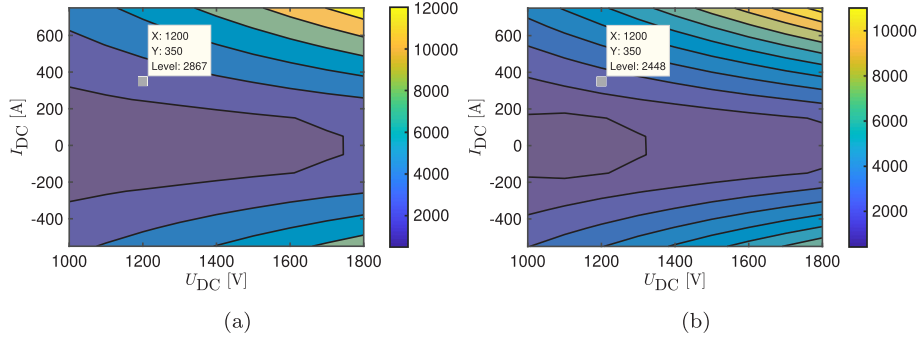 600
400
200
0
-200
-400
1000
1200
1400
1600
1800
U_DC [V]
I_DC [A]
X: 1200
Y: 350
Level: 2867
12000
10000
8000
6000
4000
2000
(a)
600
400
200
0
-200
-400
1000
1200
1400
1600
1800
U_DC [V]
I_DC [A]
X: 1200
Y: 350
Level: 2448
10000
8000
6000
4000
2000
(b)